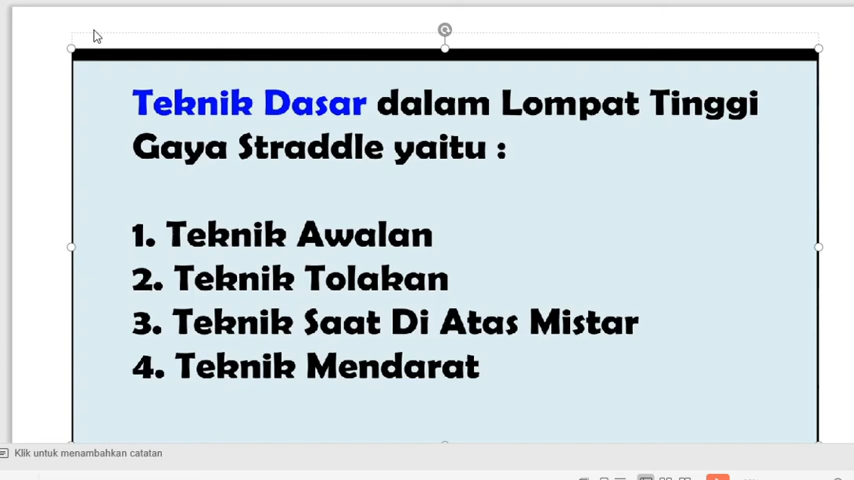 Teknik Dasar dalam Lompat Tinggi
Gaya Straddle yaitu :
1. Teknik Awalan
2. Teknik Tolakan
3. Teknik Saat Di Atas Mistar
4. Teknik Mendarat
Klik untuk menambahkan catatan